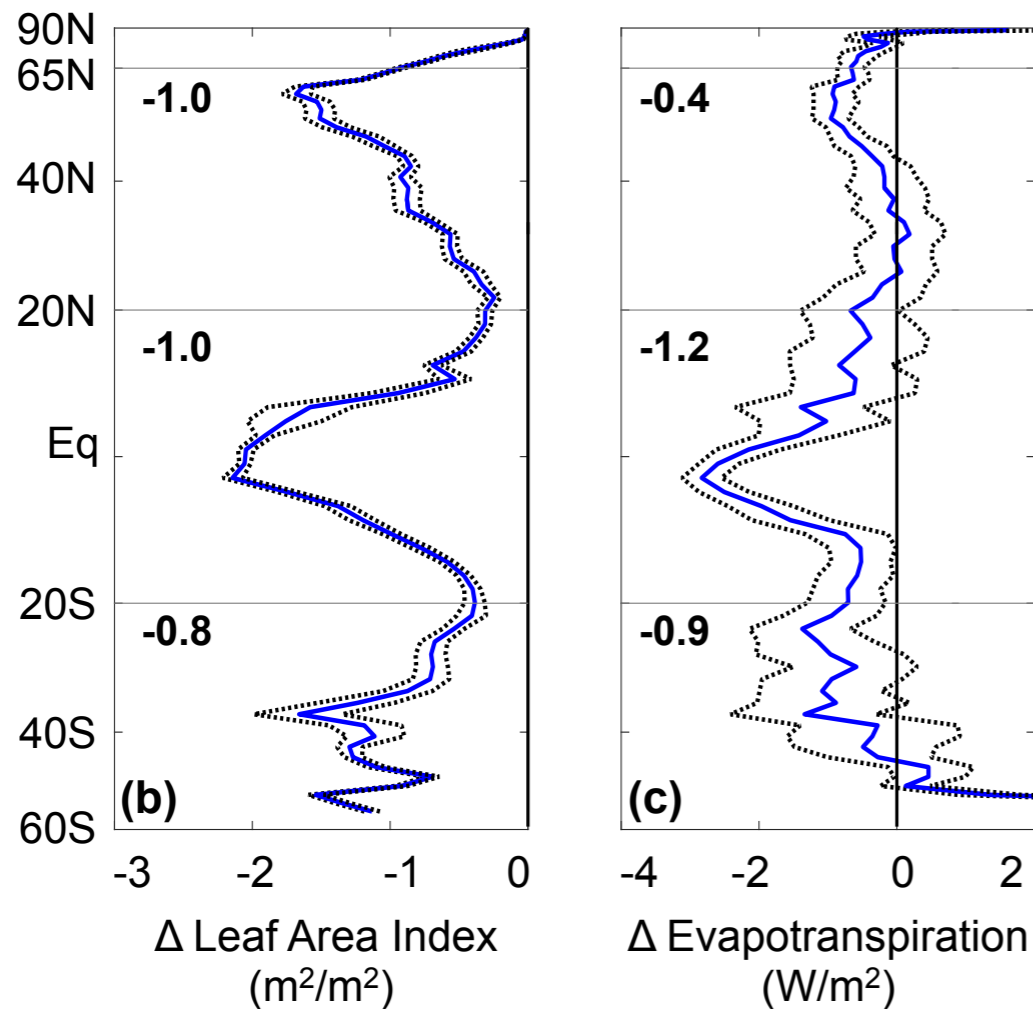 90N
65N
40N
20N
Eq
20S
40S
60S
-1.0
-1.0
-0.8
(b)
-3 -2 -1 0
Δ Leaf Area Index
(m²/m²)
-0.4
-1.2
-0.9
(c)
-4 -2 0 2
Δ Evapotranspiration
(W/m²)